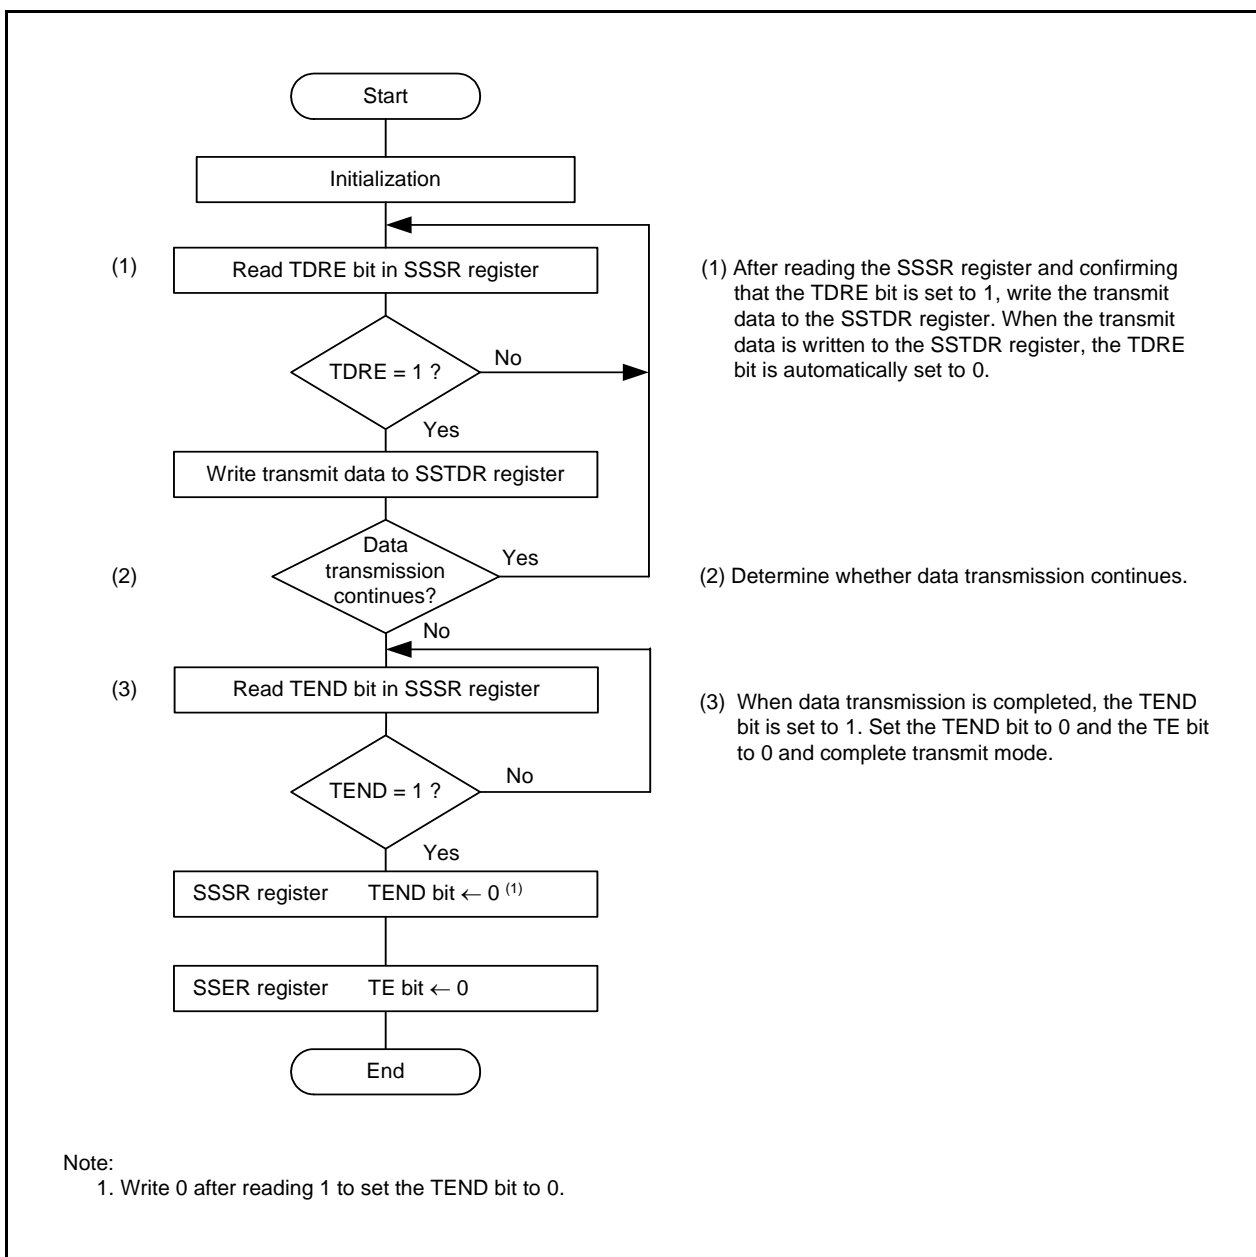 Start
Initialization
(1)
Read TDRE bit in SSSR register
TDRE = 1 ?
No
Yes
Write transmit data to SSTDR register
(2)
Data
transmission
continues?
Yes
No
(3)
Read TEND bit in SSSR register
TEND = 1 ?
No
Yes
SSSR register TEND bit ← 0 (1)
SSER register TE bit ← 0
End
(1) After reading the SSSR register and confirming
that the TDRE bit is set to 1, write the transmit
data to the SSTDR register. When the transmit
data is written to the SSTDR register, the TDRE
bit is automatically set to 0.
(2) Determine whether data transmission continues.
(3) When data transmission is completed, the TEND
bit is set to 1. Set the TEND bit to 0 and the TE bit
to 0 and complete transmit mode.
Note:
1. Write 0 after reading 1 to set the TEND bit to 0.